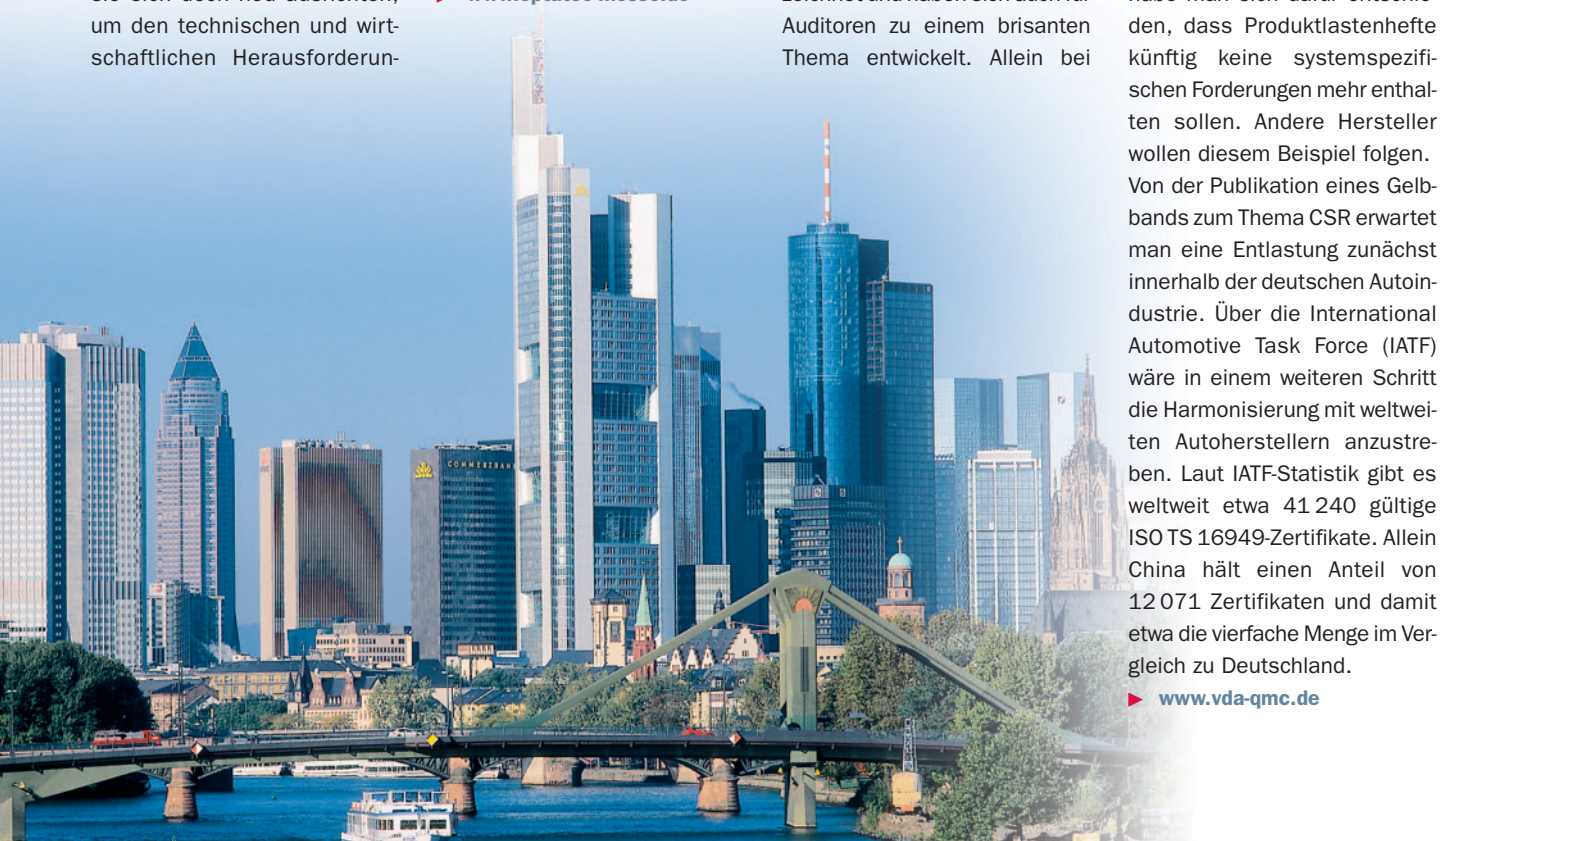 sie sich doch neu ausrichten,
um den technischen und wirt-
schaftlichen Herausforderun-
Auditoren zu einem brisanten
Thema entwickelt. Allein bei
den, dass Produktlastenhefte
künftig keine systemspezifi-
schen Forderungen mehr enthal-
ten sollen. Andere Hersteller
wollen diesem Beispiel folgen.
Von der Publikation eines Gelb-
bands zum Thema CSR erwartet
man eine Entlastung zunächst
innerhalb der deutschen Autoin-
dustrie. Über die International
Automotive Task Force (IATF)
wäre in einem weiteren Schritt
die Harmonisierung mit weltwei-
ten Autoherstellern anzustre-
ben. Laut IATF-Statistik gibt es
weltweit etwa 41 240 gültige
ISO TS 16949-Zertifikate. Allein
China hält einen Anteil von
12 071 Zertifikaten und damit
etwa die vierfache Menge im Ver-
gleich zu Deutschland.
► www.vda-qmc.de
COMMERZBANK